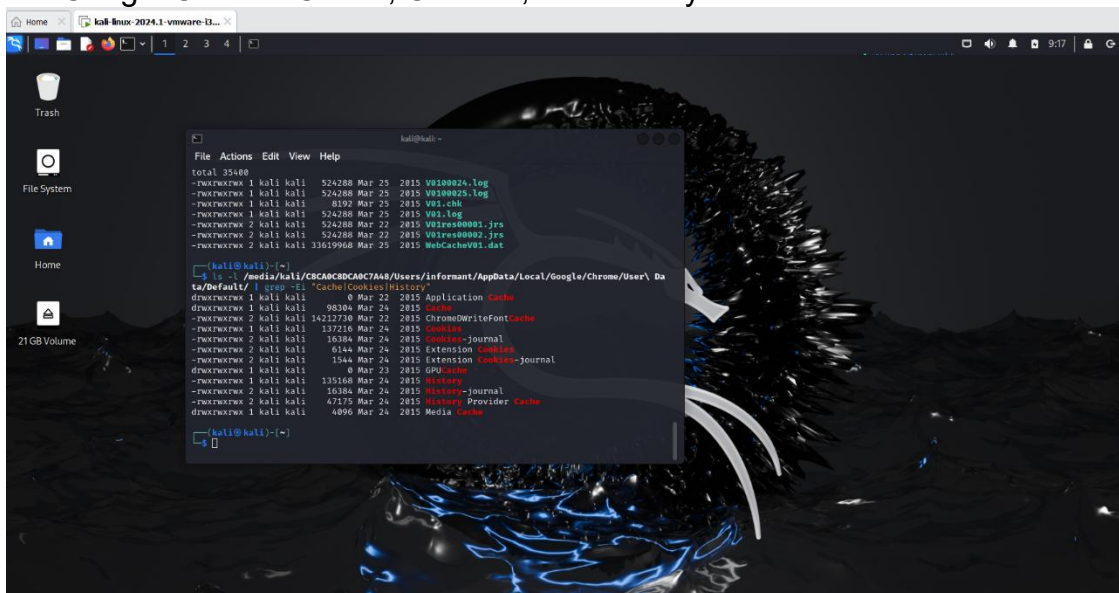 Home
kali-linux-2024.1-vmware-i3...
1 2 3 4
9:17
Trash
File System
Home
21 GB Volume
kali@kali: ~
File Actions Edit View Help
total 35400
-rwxrwxrwx 1 kali kali 524288 Mar 25 2015 V0100024.log
-rwxrwxrwx 1 kali kali 524288 Mar 25 2015 V0100025.log
-rwxrwxrwx 1 kali kali 8192 Mar 25 2015 V01.chk
-rwxrwxrwx 1 kali kali 524288 Mar 25 2015 V01.log
-rwxrwxrwx 2 kali kali 524288 Mar 22 2015 V01res00001.jrs
-rwxrwxrwx 2 kali kali 524288 Mar 22 2015 V01res00002.jrs
-rwxrwxrwx 2 kali kali 33619968 Mar 25 2015 WebCacheV01.dat
(kali㉿kali)-[~]
$ ls -l /media/kali/C8CA0C8DCA0C7A48/Users/informant/AppData/Local/Google/Chrome/User\ Da
ta/Default/ | grep -Ei "Cache|Cookies|History"
drwxrwxrwx 1 kali kali 0 Mar 22 2015 Application Cache
drwxrwxrwx 1 kali kali 98304 Mar 24 2015 Cache
-rwxrwxrwx 2 kali kali 14212730 Mar 22 2015 ChromeDWriteFontCache
-rwxrwxrwx 1 kali kali 137216 Mar 24 2015 Cookies
-rwxrwxrwx 2 kali kali 16384 Mar 24 2015 Cookies-journal
-rwxrwxrwx 2 kali kali 6144 Mar 24 2015 Extension Cookies
-rwxrwxrwx 2 kali kali 1544 Mar 24 2015 Extension Cookies-journal
drwxrwxrwx 1 kali kali 0 Mar 23 2015 GPUCache
-rwxrwxrwx 1 kali kali 135168 Mar 24 2015 History
-rwxrwxrwx 2 kali kali 16384 Mar 24 2015 History-journal
-rwxrwxrwx 2 kali kali 47175 Mar 24 2015 History Provider Cache
drwxrwxrwx 1 kali kali 4096 Mar 24 2015 Media Cache
(kali㉿kali)-[~]
$